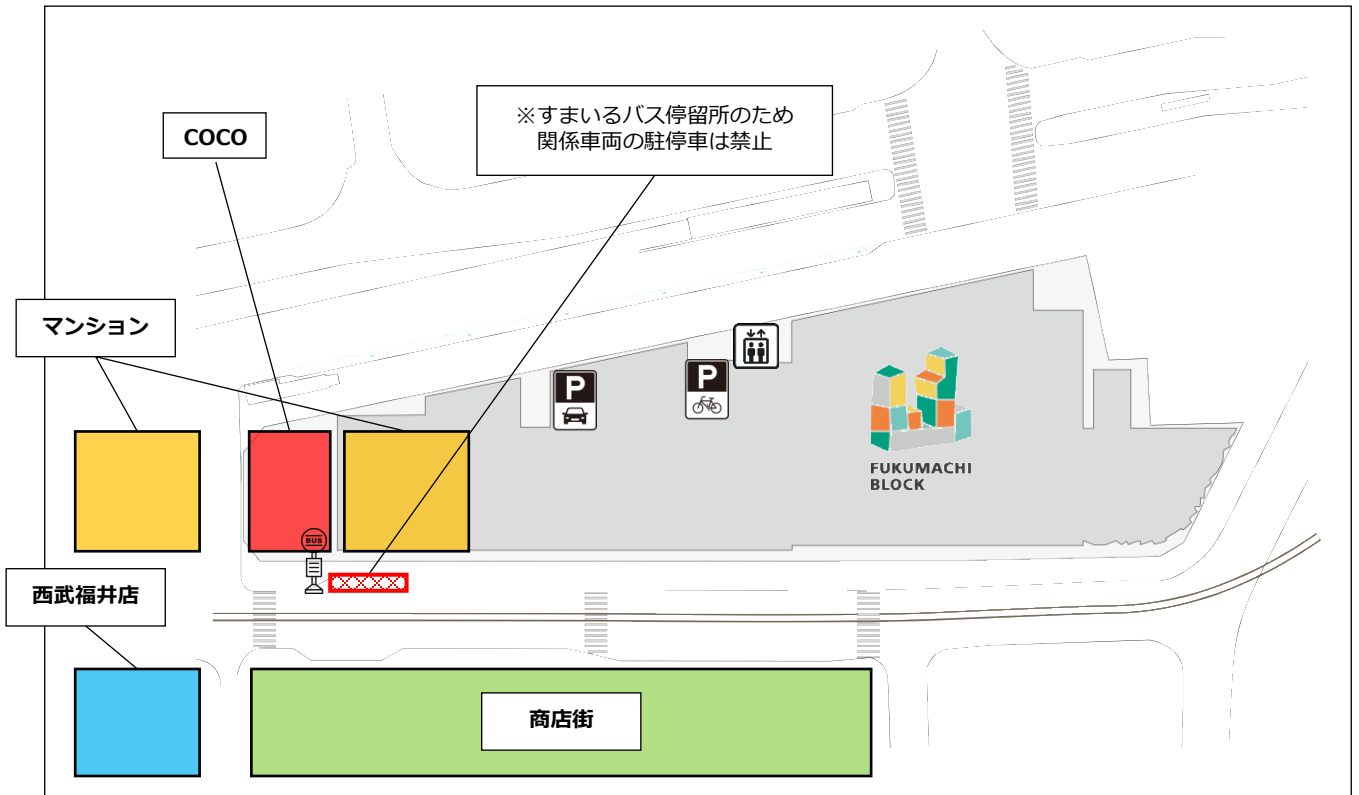 ※すまいるバス停留所のため
関係車両の駐停車は禁止
COCO
マンション
P
P
FUKUMACHI
BLOCK
BUS
西武福井店
商店街